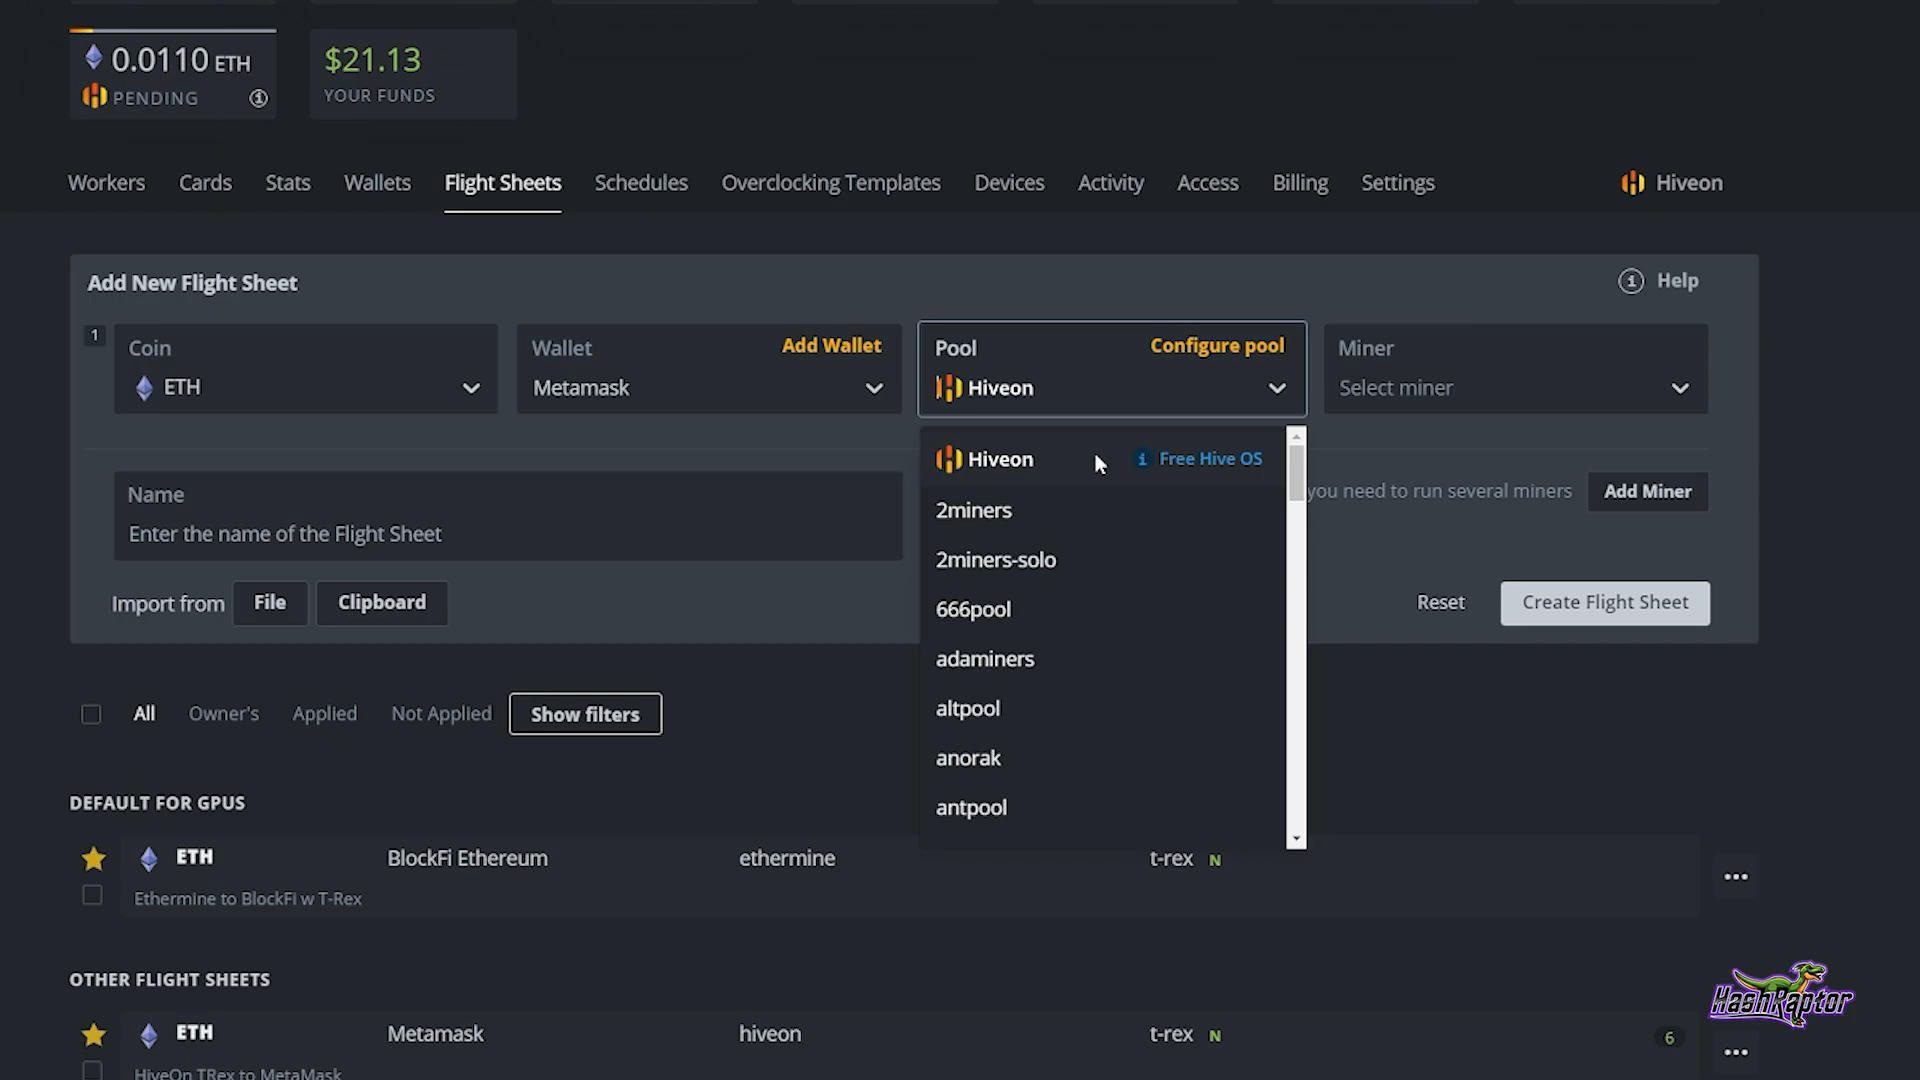 0.0110 ETH
PENDING
$21.13
YOUR FUNDS
Workers Cards Stats Wallets Flight Sheets Schedules Overclocking Templates Devices Activity Access Billing Settings Hiveon
Add New Flight Sheet
Help
1
Coin
ETH
Wallet Add Wallet
Metamask
Pool Configure pool
Hiveon
Miner
Select miner
Hiveon Free Hive OS
2miners
2miners-solo
666pool
adaminers
altpool
anorak
antpool
Name
Enter the name of the Flight Sheet
you need to run several miners Add Miner
Import from File Clipboard
Reset Create Flight Sheet
All Owner's Applied Not Applied Show filters
DEFAULT FOR GPUS
ETH BlockFi Ethereum ethermine t-rex N
Ethermine to BlockFi w T-Rex
OTHER FLIGHT SHEETS
ETH Metamask hiveon t-rex N 6
HiveOn TRex to MetaMask
HashRaptor